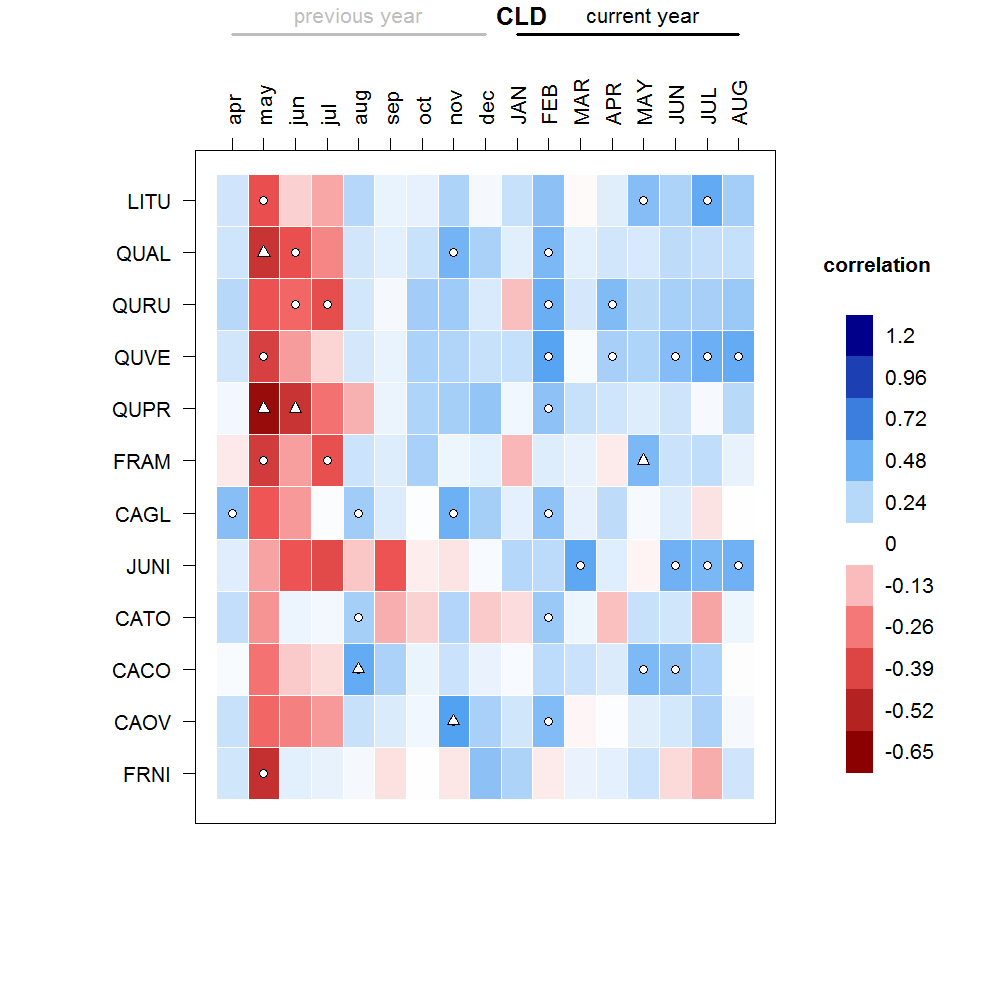 previous year CLD current year
apr may jun jul aug sep oct nov dec JAN FEB MAR APR MAY JUN JUL AUG
LITU
QUAL
QURU
QUVE
QUPR
FRAM
CAGL
JUNI
CATO
CACO
CAOV
FRNI
correlation
1.2
0.96
0.72
0.48
0.24
0
-0.13
-0.26
-0.39
-0.52
-0.65